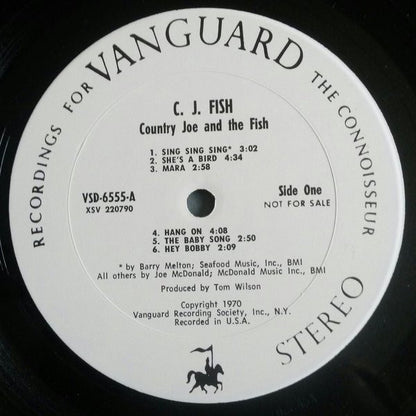 RECORDINGS FOR VANGUARD THE CONNOISSEUR
C. J. FISH
Country Joe and the Fish
1. SING SING SING* 3:02
2. SHE'S A BIRD 4:34
3. MARA 2:58
VSD-6555-A
XSV 220790
Side One
NOT FOR SALE
4. HANG ON 4:08
5. THE BABY SONG 2:50
6. HEY BOBBY 2:09
* by Barry Melton; Seafood Music, Inc., BMI
All others by Joe McDonald; McDonald Music Inc., BMI
Produced by Tom Wilson
Copyright 1970
Vanguard Recording Society, Inc., N.Y.
Recorded in U.S.A.
STEREO